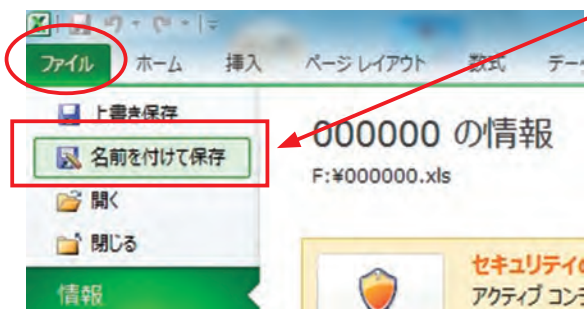 ファイル ホーム 挿入 ページ レイアウト 数式
上書き保存
名前を付けて保存
開く
閉じる
情報
000000 の情報
F:¥000000.xls
セキュリティの
アクティブ コンテ